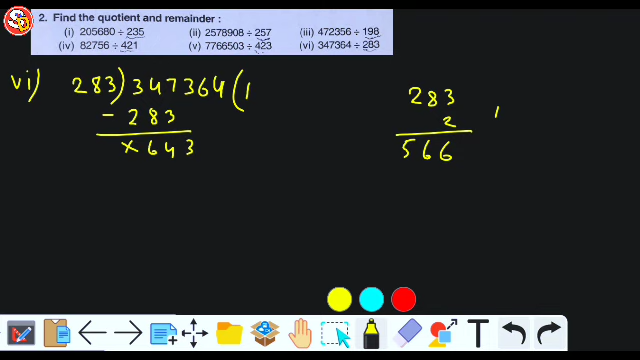 2. Find the quotient and remainder :
(i) 205680 ÷ 235 (ii) 2578908 ÷ 257 (iii) 472356 ÷ 198
(iv) 82756 ÷ 421 (v) 7766503 ÷ 423 (vi) 347364 ÷ 283
vi) 283)347364(1
- 283
× 643
283
2
566
T